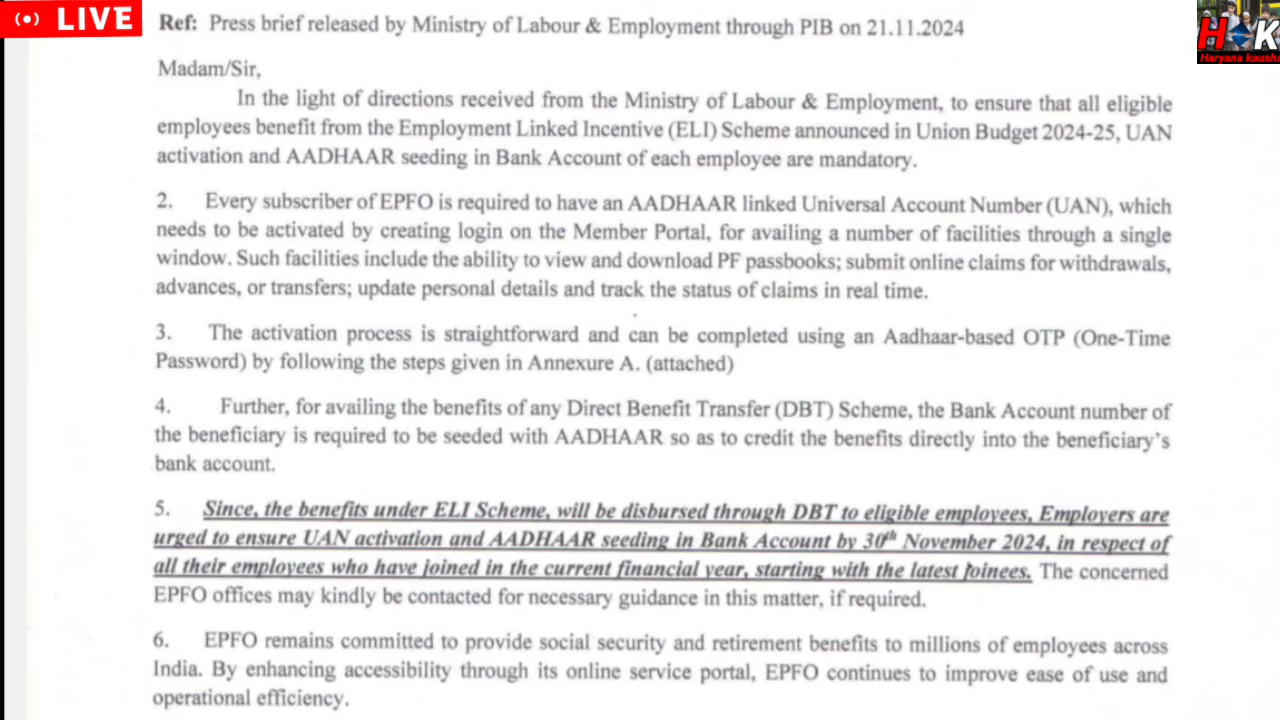 LIVE
Ref: Press brief released by Ministry of Labour & Employment through PIB on 21.11.2024
H K
Haryana kaush
Madam/Sir,
In the light of directions received from the Ministry of Labour & Employment, to ensure that all eligible
employees benefit from the Employment Linked Incentive (ELI) Scheme announced in Union Budget 2024-25, UAN
activation and AADHAAR seeding in Bank Account of each employee are mandatory.
2. Every subscriber of EPFO is required to have an AADHAAR linked Universal Account Number (UAN), which
needs to be activated by creating login on the Member Portal, for availing a number of facilities through a single
window. Such facilities include the ability to view and download PF passbooks; submit online claims for withdrawals,
advances, or transfers; update personal details and track the status of claims in real time.
3. The activation process is straightforward and can be completed using an Aadhaar-based OTP (One-Time
Password) by following the steps given in Annexure A. (attached)
4. Further, for availing the benefits of any Direct Benefit Transfer (DBT) Scheme, the Bank Account number of
the beneficiary is required to be seeded with AADHAAR so as to credit the benefits directly into the beneficiary's
bank account.
5. Since, the benefits under ELI Scheme, will be disbursed through DBT to eligible employees, Employers are
urged to ensure UAN activation and AADHAAR seeding in Bank Account by 30th November 2024, in respect of
all their employees who have joined in the current financial year, starting with the latest joinees. The concerned
EPFO offices may kindly be contacted for necessary guidance in this matter, if required.
6. EPFO remains committed to provide social security and retirement benefits to millions of employees across
India. By enhancing accessibility through its online service portal, EPFO continues to improve ease of use and
operational efficiency.